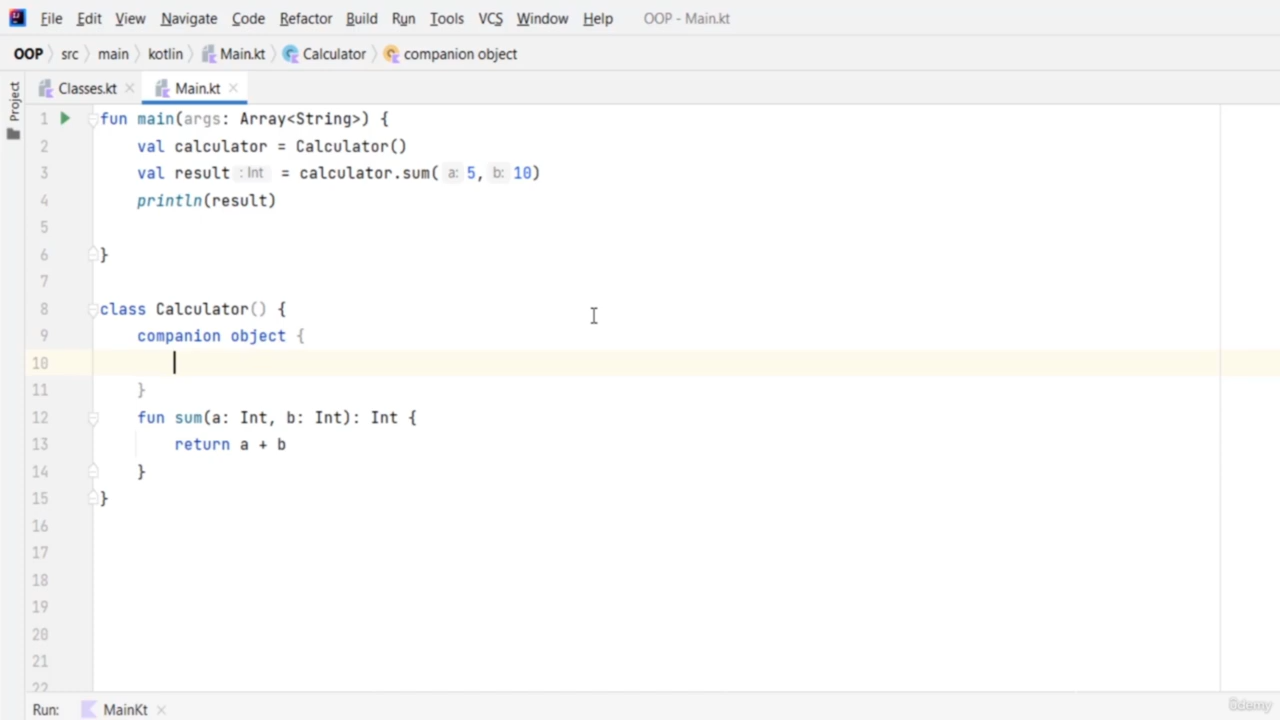 File Edit View Navigate Code Refactor Build Run Tools VCS Window Help OOP - Main.kt
OOP src main kotlin Main.kt Calculator companion object
Project
Classes.kt Main.kt
1 fun main(args: Array<String>) {
2 val calculator = Calculator()
3 val result : Int = calculator.sum( a: 5, b: 10)
4 println(result)
5
6 }
7
8 class Calculator() {
9 companion object {
10
11 }
12 fun sum(a: Int, b: Int): Int {
13 return a + b
14 }
15 }
16
17
18
19
20
21
22
Run: MainKt
ûdemy